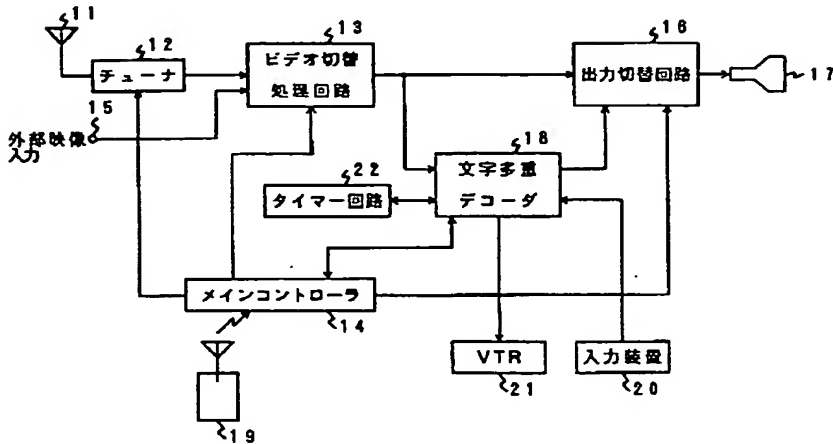 11
12
チューナ
13
ビデオ切替
処理回路
15
外部映像
入力
16
出力切替回路
17
18
文字多重
デコーダ
22
タイマー回路
メインコントローラ
14
VTR
21
入力装置
20
19